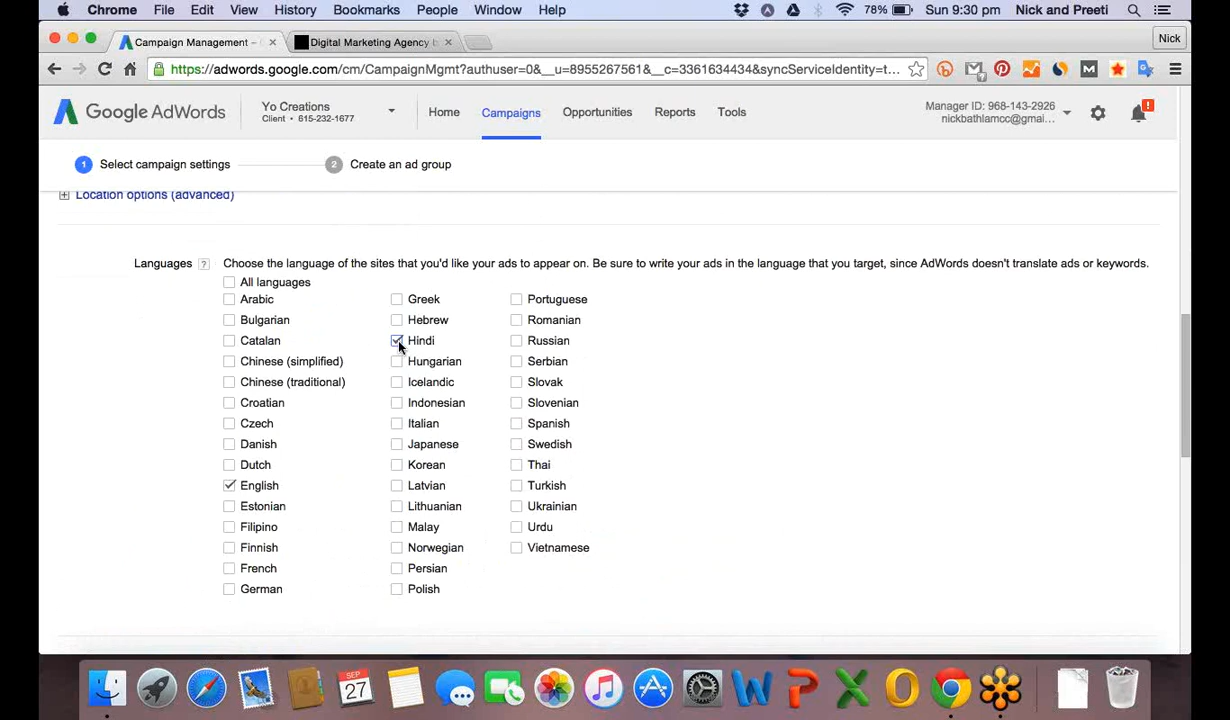 Chrome File Edit View History Bookmarks People Window Help 78% Sun 9:30 pm Nick and Preeti
Campaign Management – Digital Marketing Agency b Nick
https://adwords.google.com/cm/CampaignMgmt?authuser=0&__u=8955267561&__c=3361634434&syncServiceIdentity=t...
Google AdWords
Yo Creations
Client • 815-232-1677
Home Campaigns Opportunities Reports Tools
Manager ID: 968-143-2926
nickbathlamcc@gmai...
1 Select campaign settings 2 Create an ad group
Location options (advanced)
Languages ? Choose the language of the sites that you'd like your ads to appear on. Be sure to write your ads in the language that you target, since AdWords doesn't translate ads or keywords.
All languages
Arabic Greek Portuguese
Bulgarian Hebrew Romanian
Catalan Hindi Russian
Chinese (simplified) Hungarian Serbian
Chinese (traditional) Icelandic Slovak
Croatian Indonesian Slovenian
Czech Italian Spanish
Danish Japanese Swedish
Dutch Korean Thai
English Latvian Turkish
Estonian Lithuanian Ukrainian
Filipino Malay Urdu
Finnish Norwegian Vietnamese
French Persian
German Polish
SEP
27